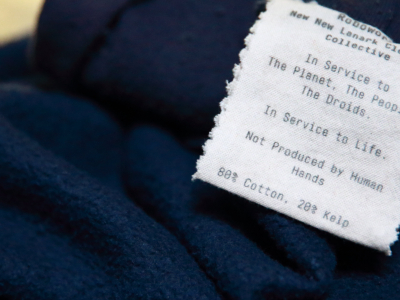 New New Lanark
Collective
In Service to
The Planet, The Peop
The Droids.
In Service to Life.
Not Produced by Human
Hands
80% Cotton, 20% Kelp